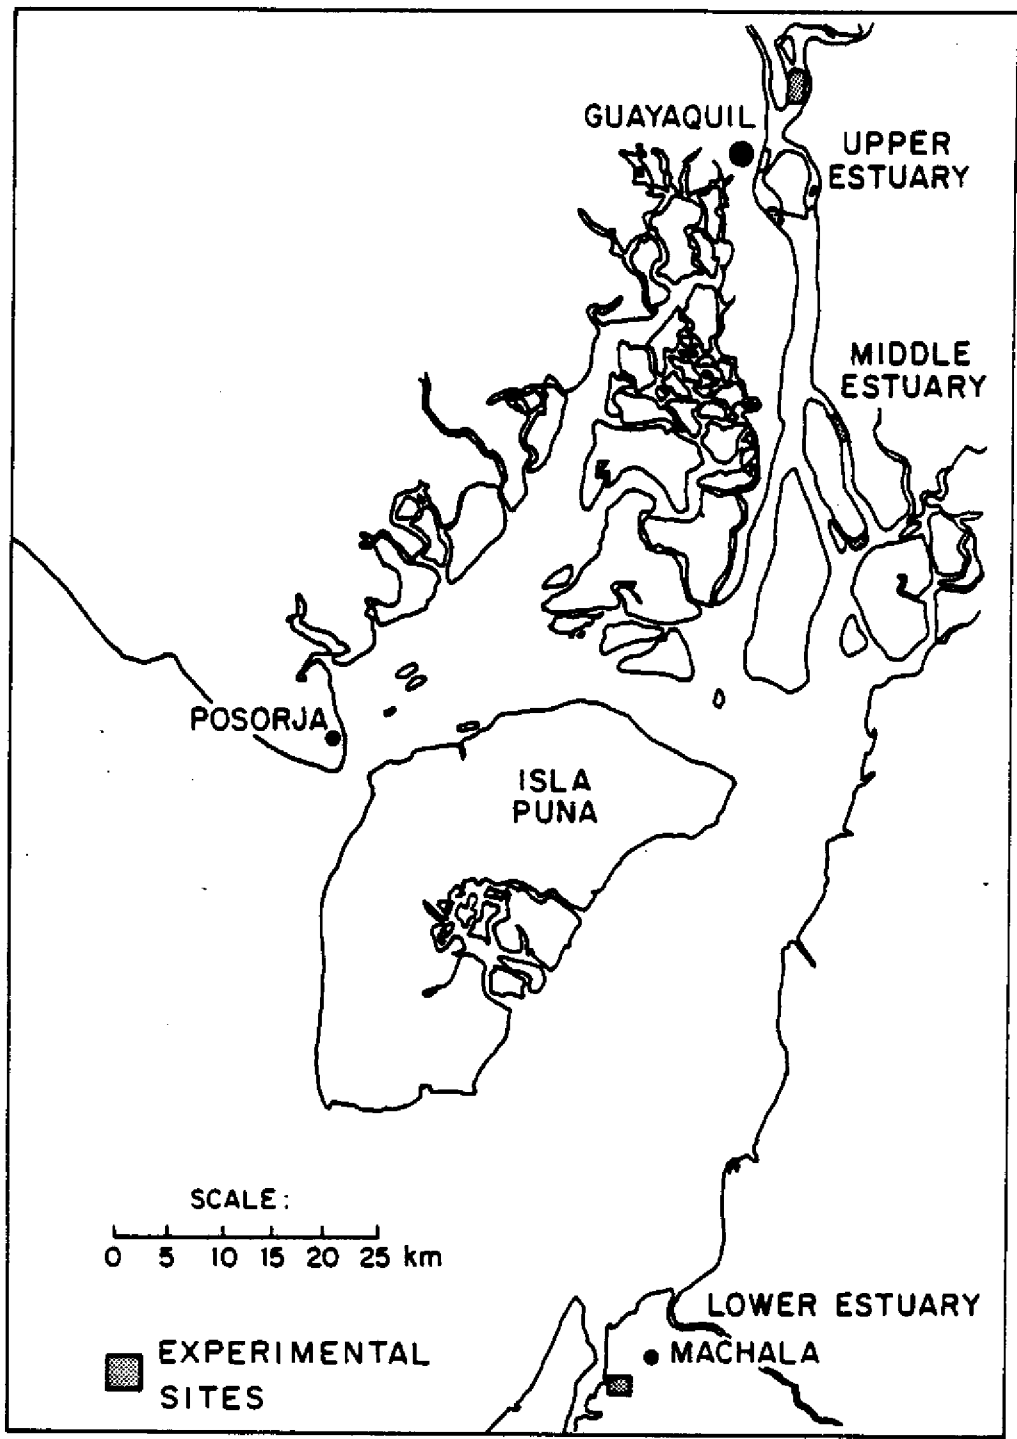 GUAYAQUIL
UPPER
ESTUARY
MIDDLE
ESTUARY
POSORJA
ISLA
PUNA
SCALE:
0 5 10 15 20 25 km
LOWER ESTUARY
MACHALA
EXPERIMENTAL
SITES